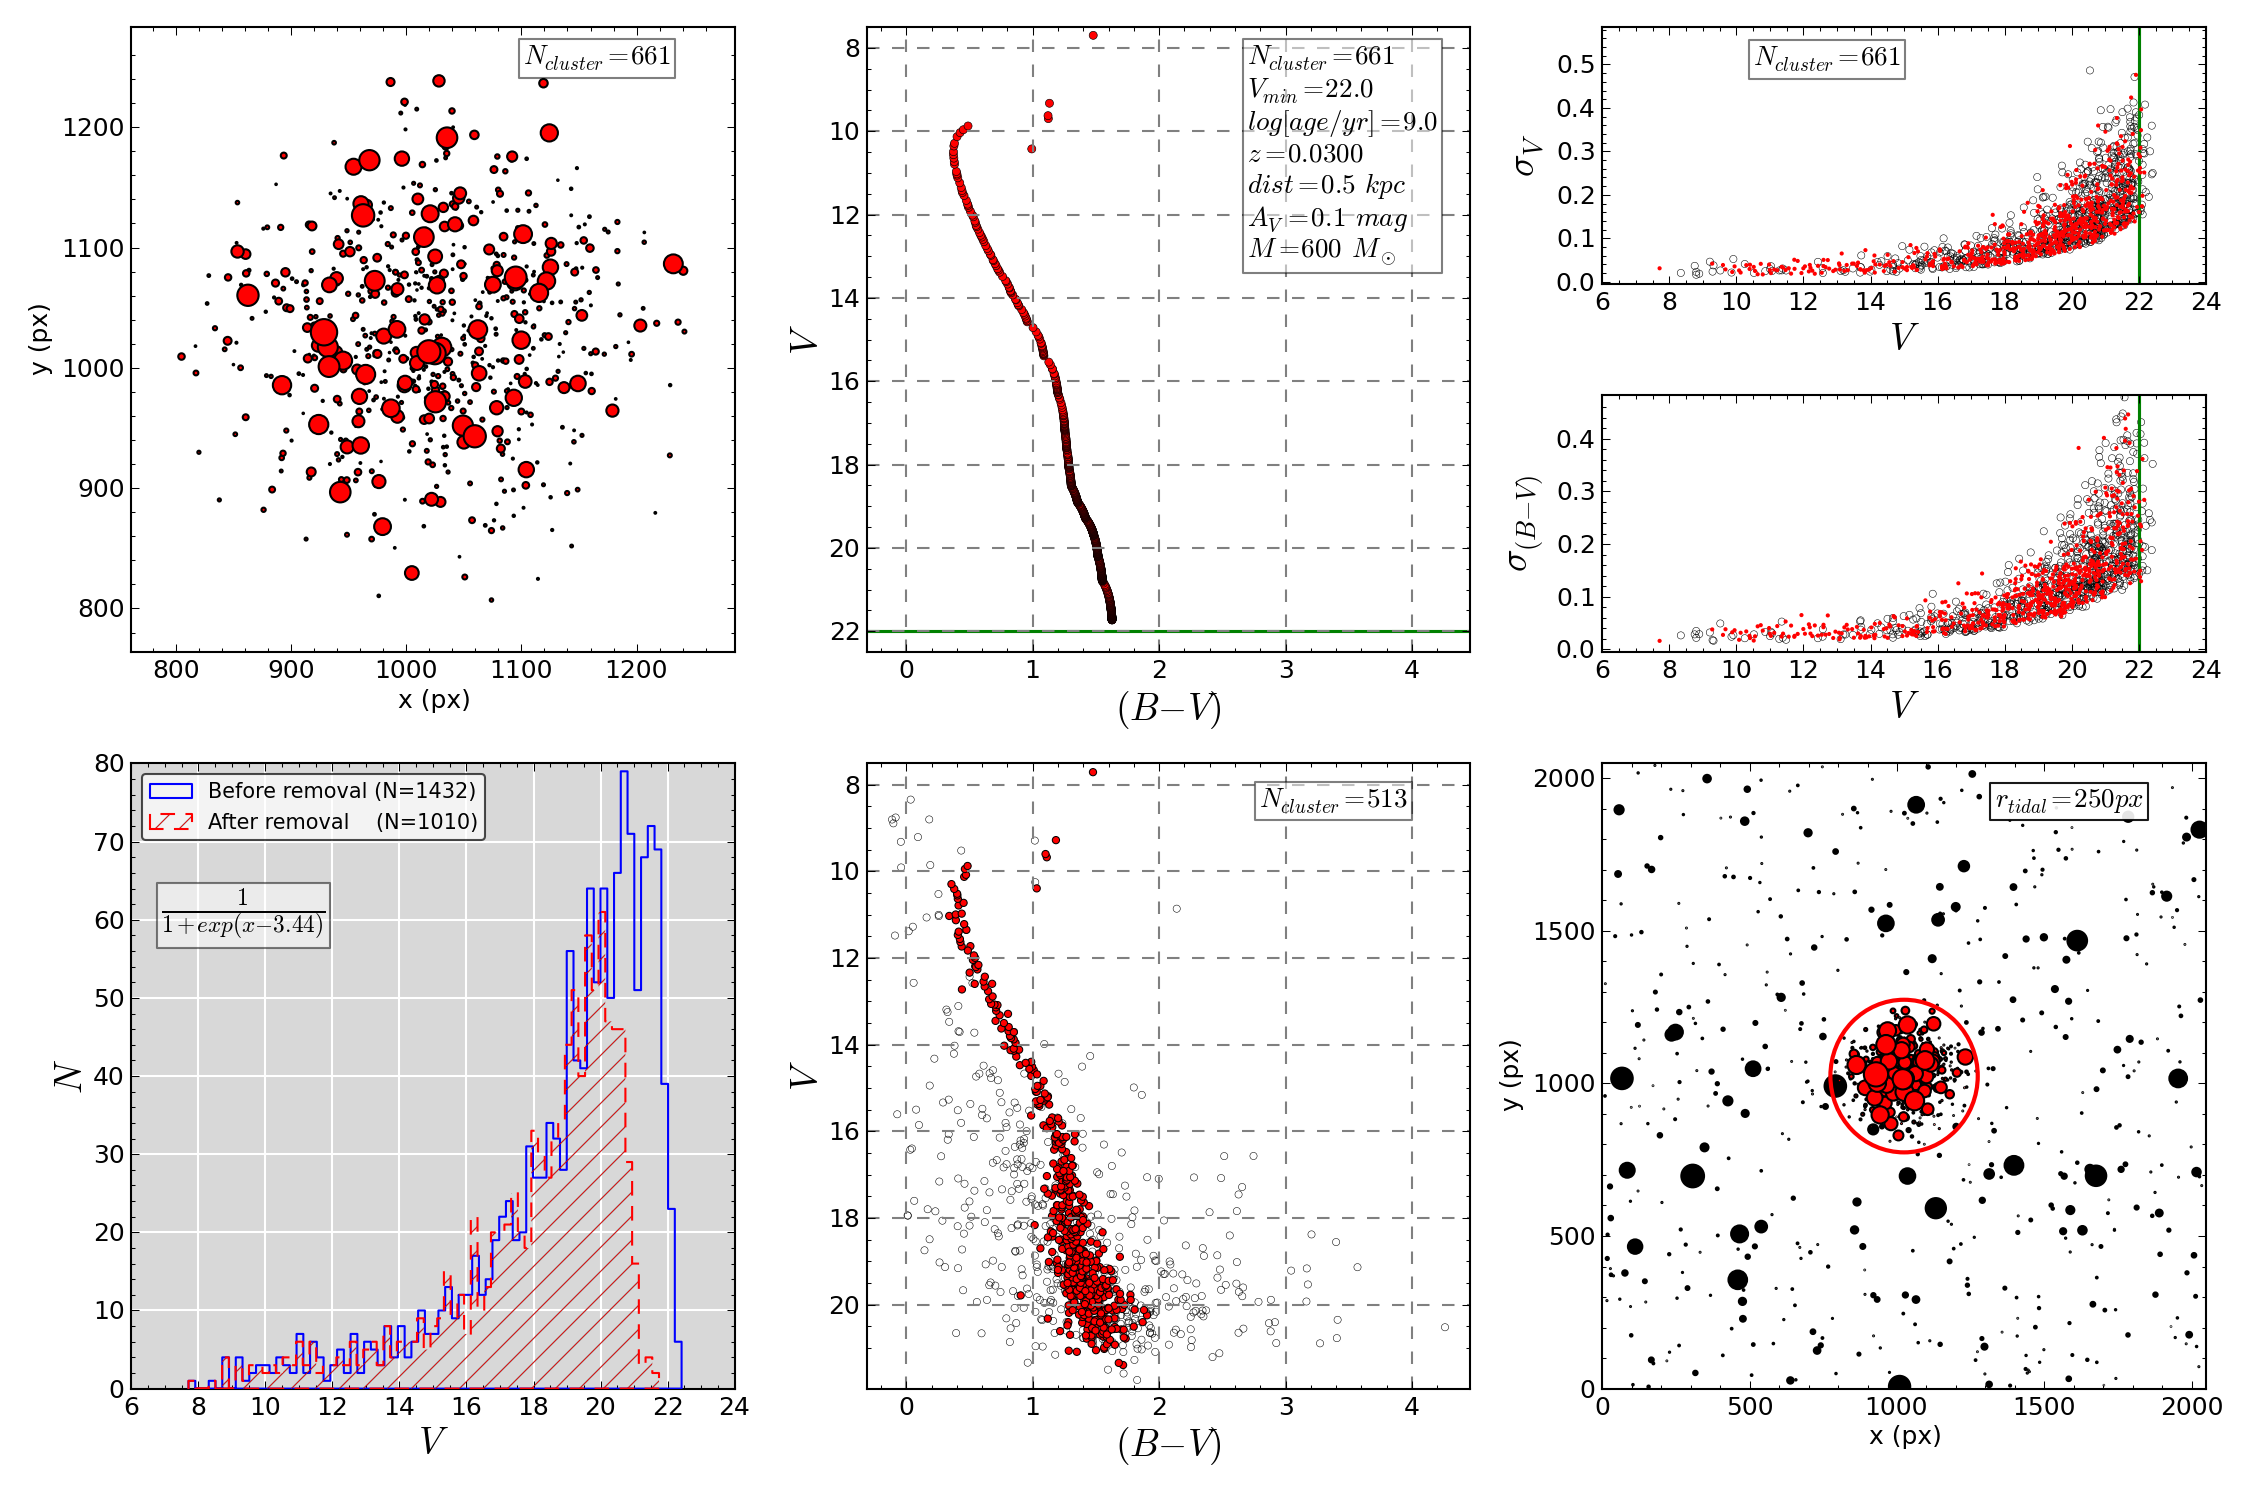 N_cluster=661
1200
1100
1000
900
800
y (px)
800 900 1000 1100 1200
x (px)
N_cluster=661
V_min=22.0
log[age/yr]=9.0
z=0.0300
dist=0.5 kpc
A_V=0.1 mag
M=600 M_⊙
8
10
12
14
16
18
20
22
V
0 1 2 3 4
(B−V)
N_cluster=661
0.5
0.4
0.3
0.2
0.1
0.0
σ_V
6 8 10 12 14 16 18 20 22 24
V
0.4
0.3
0.2
0.1
0.0
σ_(B−V)
6 8 10 12 14 16 18 20 22 24
V
80
70
60
50
40
30
20
10
0
N
Before removal (N=1432)
After removal (N=1010)
1
1+exp(x−3.44)
6 8 10 12 14 16 18 20 22 24
V
N_cluster=513
8
10
12
14
16
18
20
V
0 1 2 3 4
(B−V)
r_tidal=250px
2000
1500
1000
500
0
y (px)
0 500 1000 1500 2000
x (px)